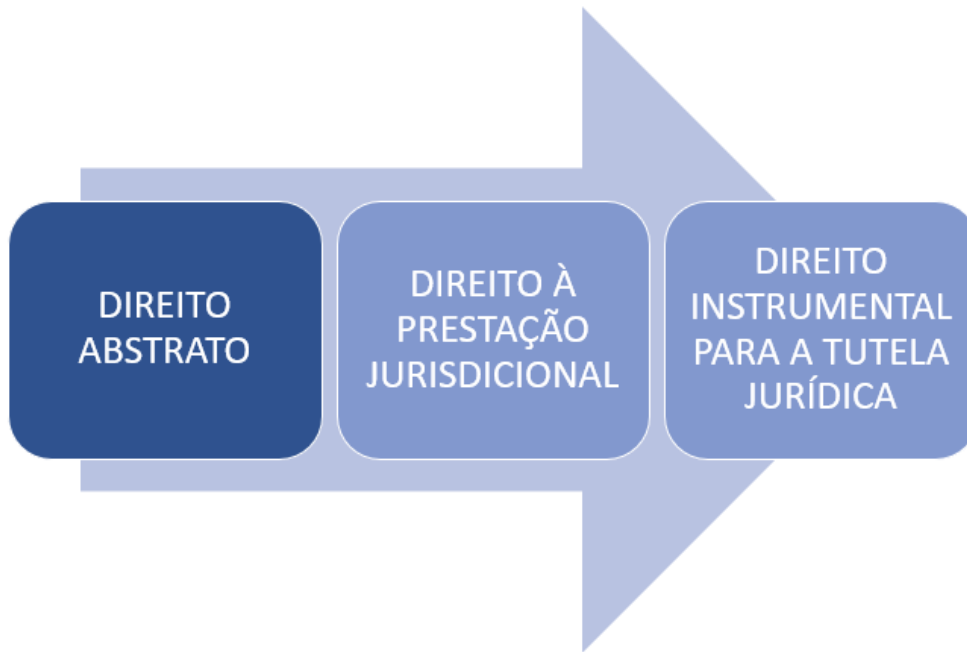 DIREITO
ABSTRATO
DIREITO À
PRESTAÇÃO
JURISDICIONAL
DIREITO
INSTRUMENTAL
PARA A TUTELA
JURÍDICA